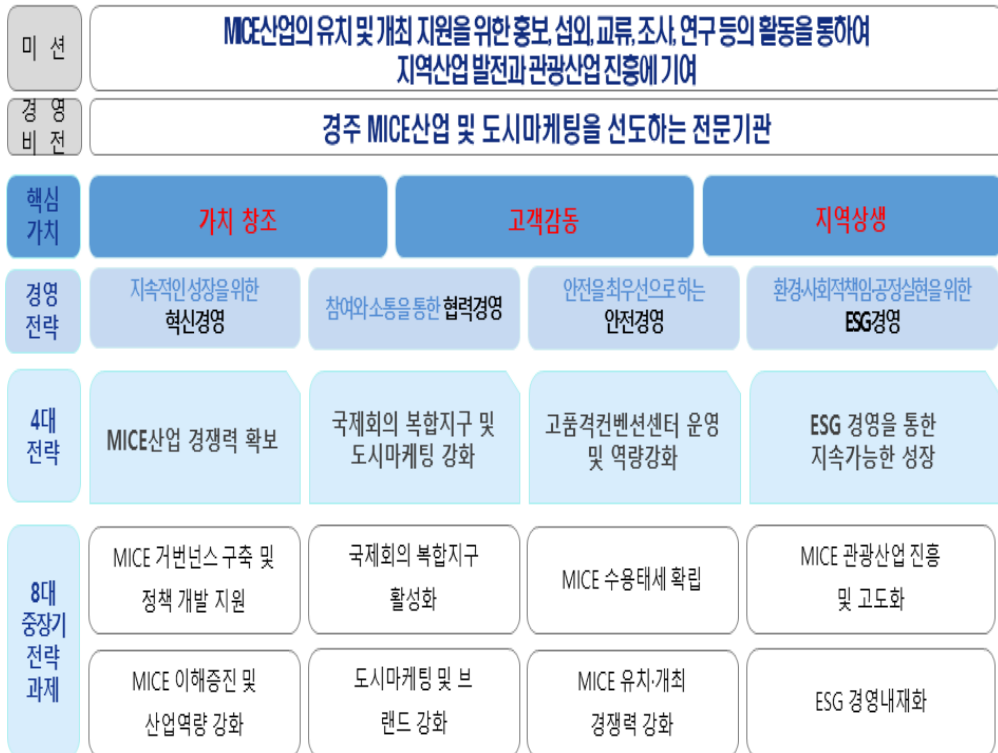 미 션
MICE산업의 유치 및 개최 지원을 위한 홍보, 섭외, 교류, 조사, 연구 등의 활동을 통하여
지역산업 발전과 관광산업 진흥에 기여
경 영
비 전
경주 MICE산업 및 도시마케팅을 선도하는 전문기관
핵심
가치
가치 창조
고객감동
지역상생
경영
전략
지속적인 성장을 위한
혁신경영
참여와 소통을 통한 협력경영
안전을 최우선으로 하는
안전경영
환경·사회적책임·공정실현을 위한
ESG경영
4대
전략
MICE산업 경쟁력 확보
국제회의 복합지구 및
도시마케팅 강화
고품격컨벤션센터 운영
및 역량강화
ESG 경영을 통한
지속가능한 성장
8대
중장기
전략
과제
MICE 거버넌스 구축 및
정책 개발 지원
국제회의 복합지구
활성화
MICE 수용태세 확립
MICE 관광산업 진흥
및 고도화
MICE 이해증진 및
산업역량 강화
도시마케팅 및 브
랜드 강화
MICE 유치·개최
경쟁력 강화
ESG 경영내재화